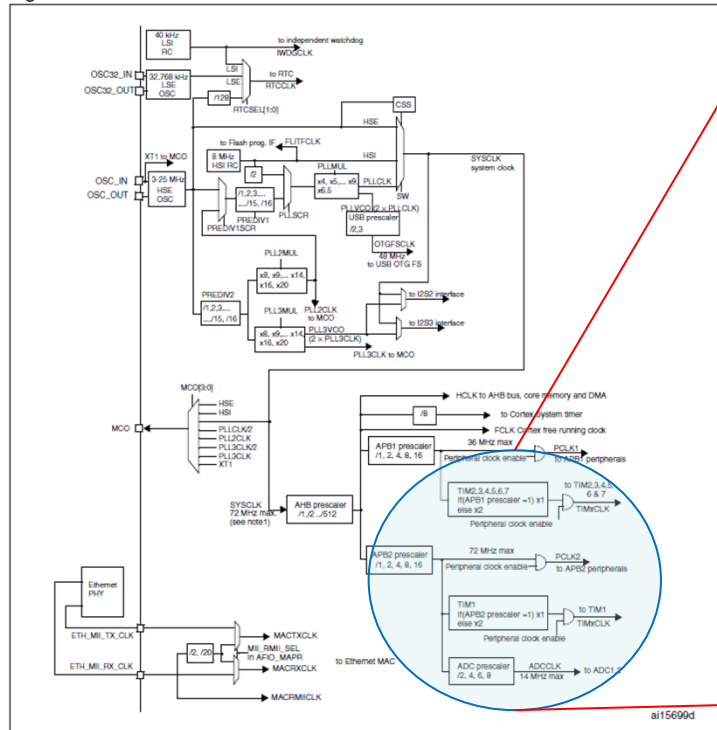 40 kHz
LSI
RC
to independent watchdog
IWDGCLK
OSC32_IN
OSC32_OUT
32.768 kHz
LSE
OSC
LSI
LSE
to RTC
RTCCLK
/128
RTCSEL[1:0]
CSS
HSE
to Flash prog. IF
FLITFCLK
8 MHz
HSI RC
HSI
/2
SYSCLK
system clock
XT1 to MCO
OSC_IN
OSC_OUT
3-25 MHz
HSE
OSC
/1,2,3....
..../15, /16
PREDIV1
PREDIV1SCR
PLLSCR
PLLMUL
x4, x5,... x9,
x6.5
PLLCLK
SW
PLLVCO (2 × PLLCLK)
USB prescaler
/2,3
OTGFSCLK
48 MHz
to USB OTG FS
PLL2MUL
x8, x9,... x14,
x16, x20
PREDIV2
/1,2,3,....
..../15, /16
PLL2CLK
to MCO
PLL3MUL
x8, x9,... x14,
x16, x20
PLL3VCO
(2 × PLL3CLK)
PLL3CLK to MCO
to I2S2 interface
to I2S3 interface
MCO[3:0]
MCO
HSE
HSI
PLLCLK/2
PLL2CLK
PLL3CLK/2
PLL3CLK
XT1
HCLK to AHB bus, core memory and DMA
/8
to Cortex System timer
FCLK Cortex free running clock
APB1 prescaler
/1, 2, 4, 8, 16
36 MHz max
Peripheral clock enable
PCLK1
to APB1 peripherals
TIM2,3,4,5,6,7
If(APB1 prescaler =1) x1
else x2
to TIM2,3,4,5,
6 & 7
TIMxCLK
Peripheral clock enable
SYSCLK
72 MHz max.
(see note1)
AHB prescaler
/1,/2 ../512
APB2 prescaler
/1, 2, 4, 8, 16
72 MHz max
Peripheral clock enable
PCLK2
to APB2 peripherals
TIM1
If(APB2 prescaler =1) x1
else x2
to TIM1
TIMxCLK
Peripheral clock enable
ADC prescaler
/2, 4, 6, 8
ADCCLK
14 MHz max
to ADC1,2
Ethernet
PHY
ETH_MII_TX_CLK
ETH_MII_RX_CLK
/2, /20
MACTXCLK
MII_RMII_SEL
in AFIO_MAPR
MACRXCLK
to Ethernet MAC
MACRMIICLK
ai15699d